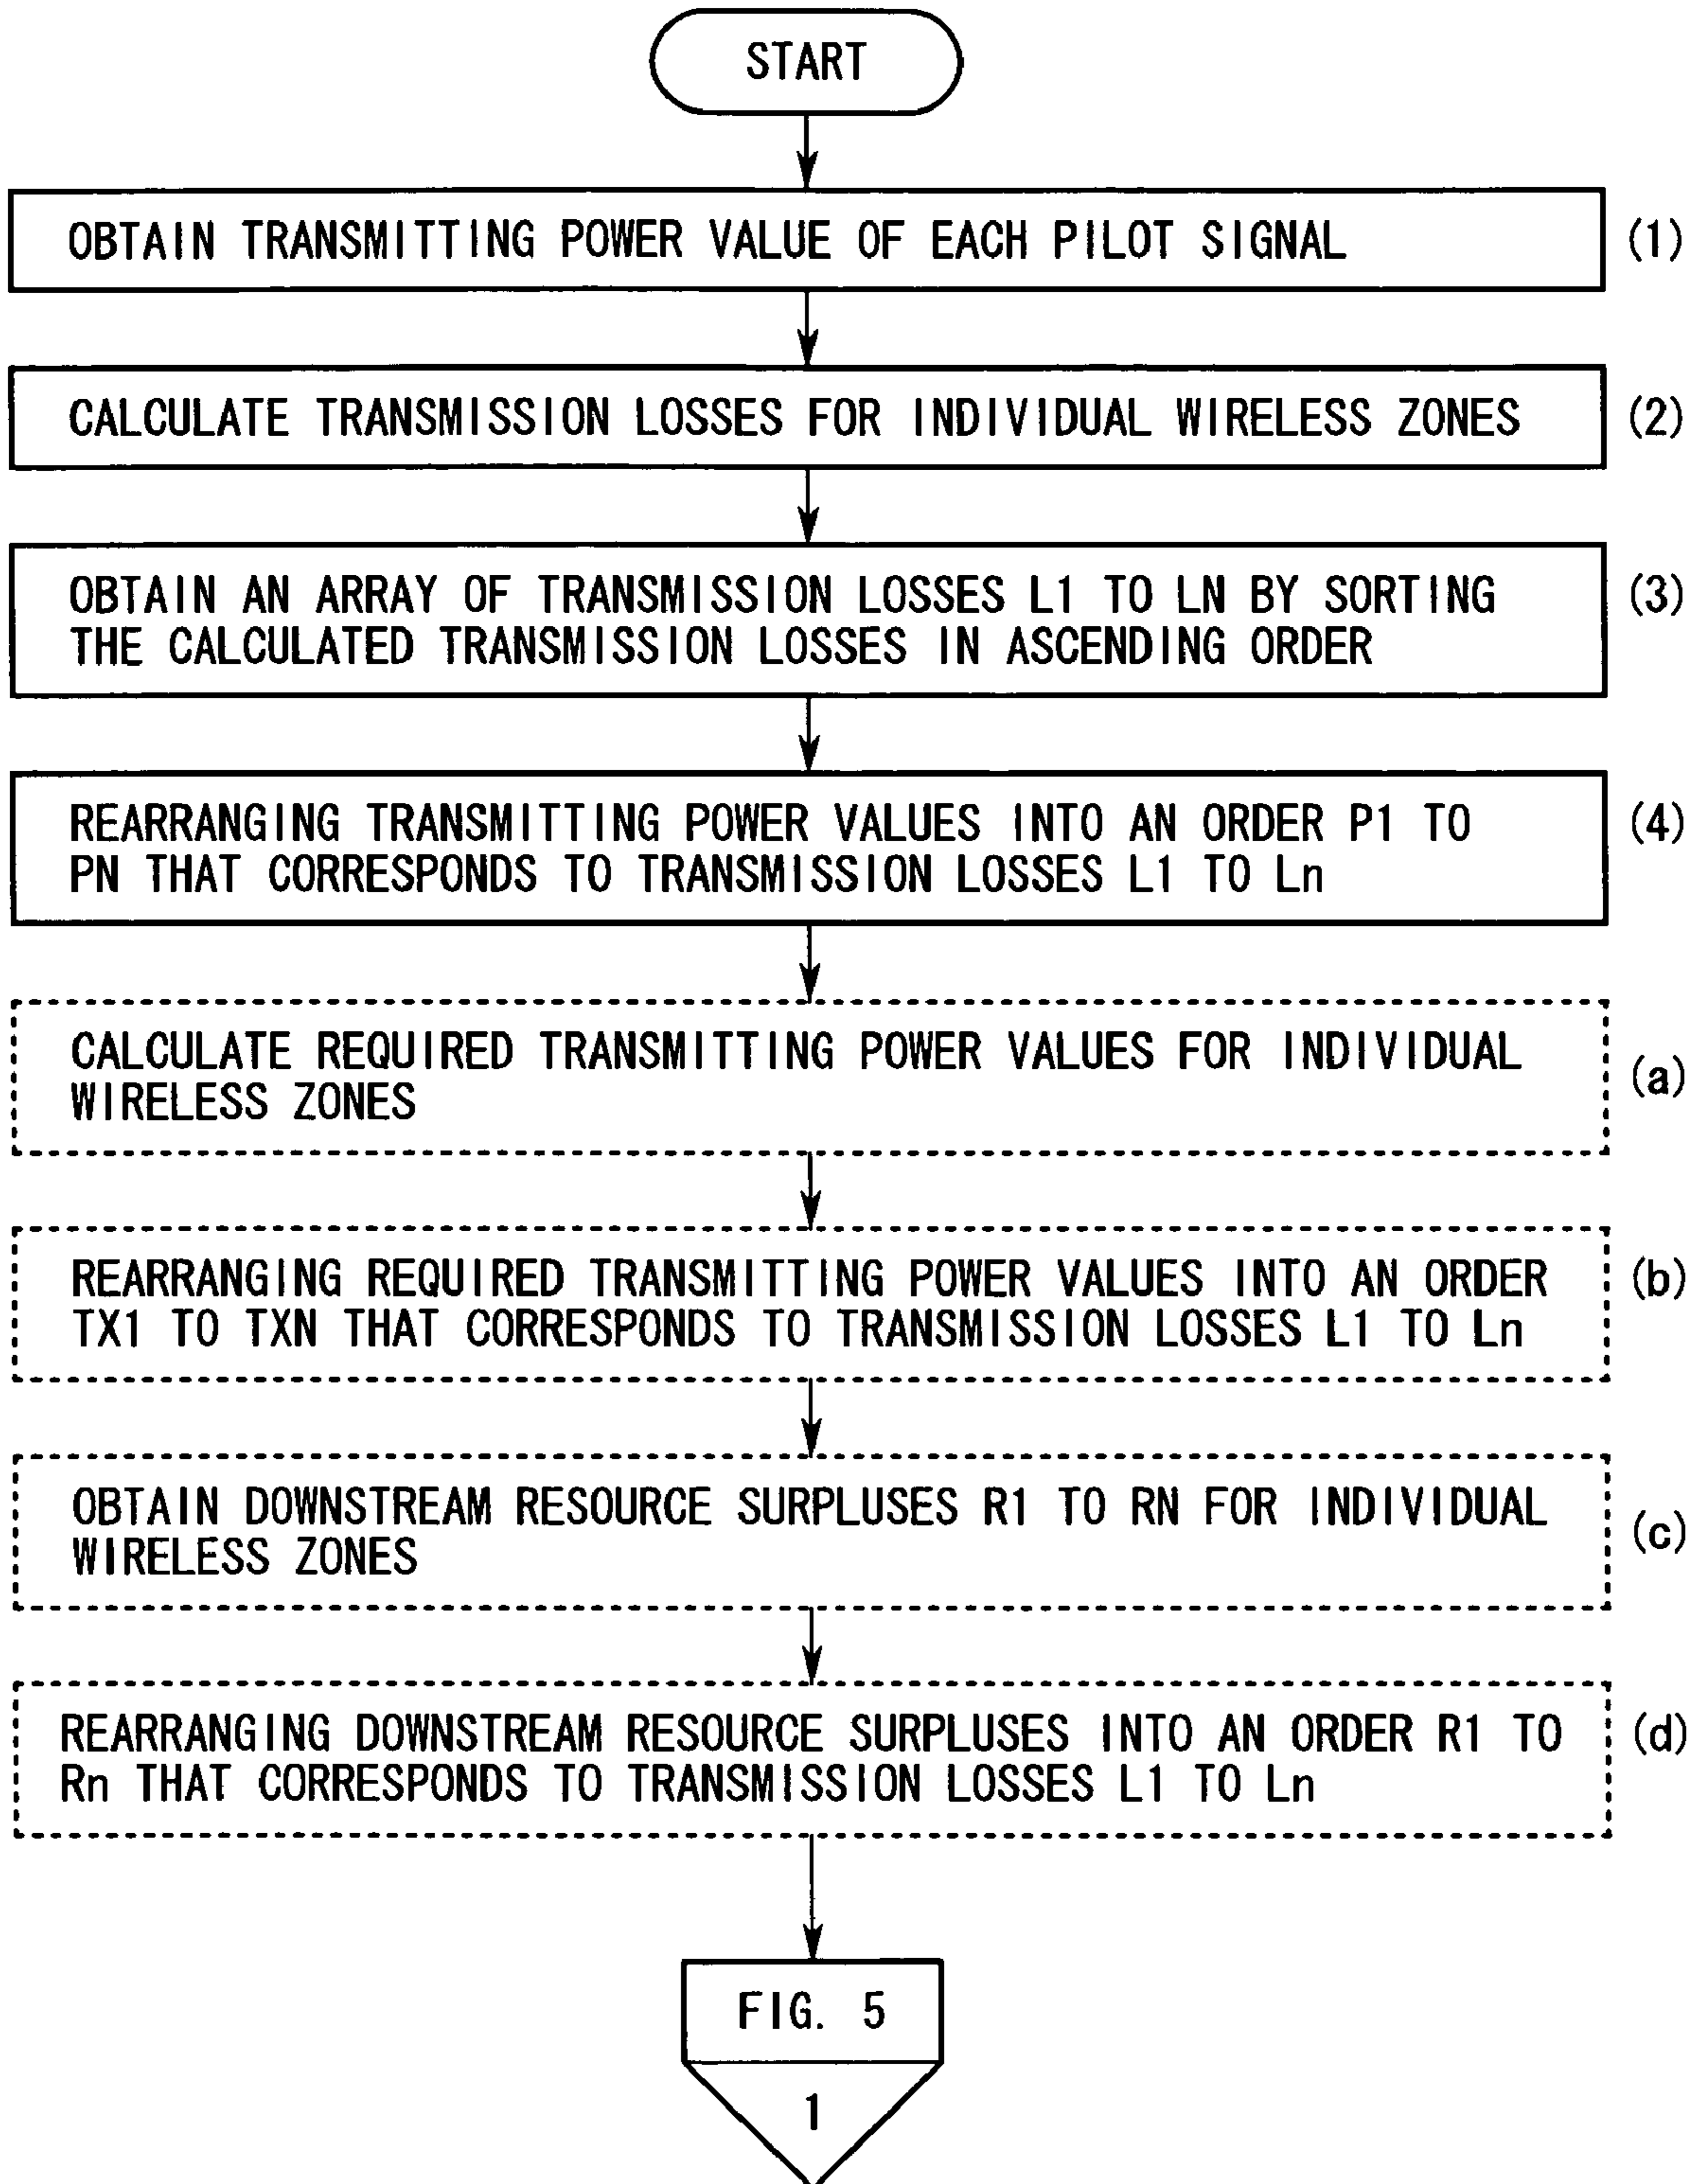 START
OBTAIN TRANSMITTING POWER VALUE OF EACH PILOT SIGNAL
(1)
CALCULATE TRANSMISSION LOSSES FOR INDIVIDUAL WIRELESS ZONES
(2)
OBTAIN AN ARRAY OF TRANSMISSION LOSSES L1 TO LN BY SORTING
THE CALCULATED TRANSMISSION LOSSES IN ASCENDING ORDER
(3)
REARRANGING TRANSMITTING POWER VALUES INTO AN ORDER P1 TO
PN THAT CORRESPONDS TO TRANSMISSION LOSSES L1 TO Ln
(4)
CALCULATE REQUIRED TRANSMITTING POWER VALUES FOR INDIVIDUAL
WIRELESS ZONES
(a)
REARRANGING REQUIRED TRANSMITTING POWER VALUES INTO AN ORDER
TX1 TO TXN THAT CORRESPONDS TO TRANSMISSION LOSSES L1 TO Ln
(b)
OBTAIN DOWNSTREAM RESOURCE SURPLUSES R1 TO RN FOR INDIVIDUAL
WIRELESS ZONES
(c)
REARRANGING DOWNSTREAM RESOURCE SURPLUSES INTO AN ORDER R1 TO
Rn THAT CORRESPONDS TO TRANSMISSION LOSSES L1 TO Ln
(d)
FIG. 5
1